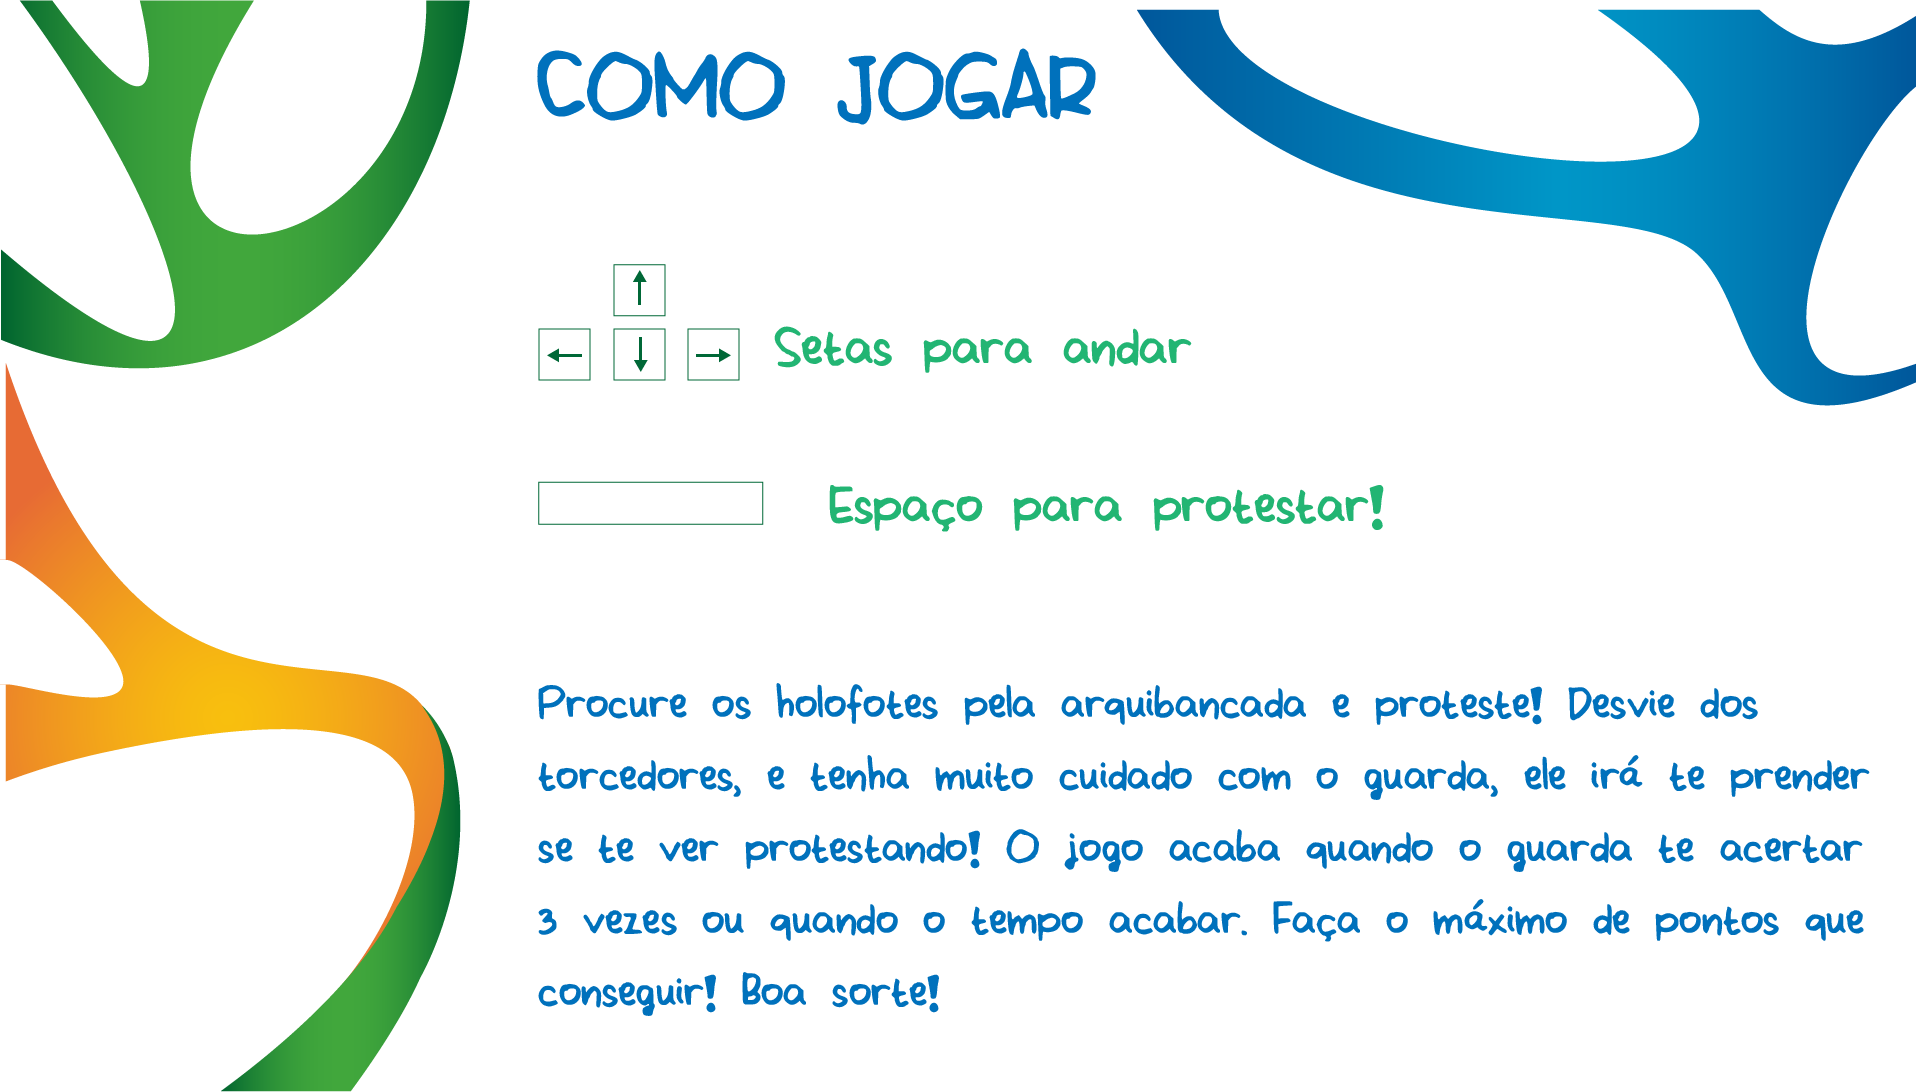 COMO JOGAR
Setas para andar
Espaço para protestar!
Procure os holofotes pela arquibancada e proteste! Desvie dos
torcedores, e tenha muito cuidado com o guarda, ele irá te prender
se te ver protestando! O jogo acaba quando o guarda te acertar
3 vezes ou quando o tempo acabar. Faça o máximo de pontos que
conseguir! Boa sorte!